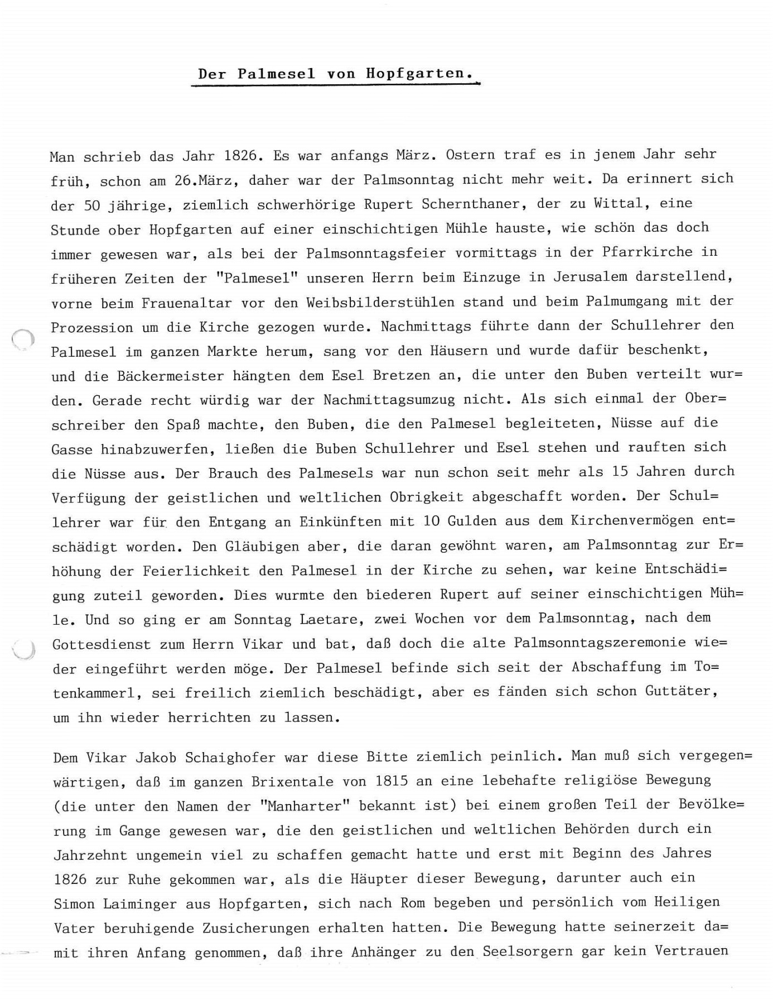 Der Palmesel von Hopfgarten.
Man schrieb das Jahr 1826. Es war anfangs März. Ostern traf es in jenem Jahr sehr
früh, schon am 26.März, daher war der Palmsonntag nicht mehr weit. Da erinnert sich
der 50 jährige, ziemlich schwerhörige Rupert Schernthaner, der zu Wittal, eine
Stunde ober Hopfgarten auf einer einschichtigen Mühle hauste, wie schön das doch
immer gewesen war, als bei der Palmsonntagsfeier vormittags in der Pfarrkirche in
früheren Zeiten der "Palmesel" unseren Herrn beim Einzuge in Jerusalem darstellend,
vorne beim Frauenaltar vor den Weibsbilderstühlen stand und beim Palmumgang mit der
Prozession um die Kirche gezogen wurde. Nachmittags führte dann der Schullehrer den
Palmesel im ganzen Markte herum, sang vor den Häusern und wurde dafür beschenkt,
und die Bäckermeister hängten dem Esel Bretzen an, die unter den Buben verteilt wur=
den. Gerade recht würdig war der Nachmittagsumzug nicht. Als sich einmal der Ober=
schreiber den Spaß machte, den Buben, die den Palmesel begleiteten, Nüsse auf die
Gasse hinabzuwerfen, ließen die Buben Schullehrer und Esel stehen und rauften sich
die Nüsse aus. Der Brauch des Palmesels war nun schon seit mehr als 15 Jahren durch
Verfügung der geistlichen und weltlichen Obrigkeit abgeschafft worden. Der Schul=
lehrer war für den Entgang an Einkünften mit 10 Gulden aus dem Kirchenvermögen ent=
schädigt worden. Den Gläubigen aber, die daran gewöhnt waren, am Palmsonntag zur Er=
höhung der Feierlichkeit den Palmesel in der Kirche zu sehen, war keine Entschädi=
gung zuteil geworden. Dies wurmte den biederen Rupert auf seiner einschichtigen Müh=
le. Und so ging er am Sonntag Laetare, zwei Wochen vor dem Palmsonntag, nach dem
Gottesdienst zum Herrn Vikar und bat, daß doch die alte Palmsonntagszeremonie wie=
der eingeführt werden möge. Der Palmesel befinde sich seit der Abschaffung im To=
tenkammerl, sei freilich ziemlich beschädigt, aber es fänden sich schon Guttäter,
um ihn wieder herrichten zu lassen.
Dem Vikar Jakob Schaighofer war diese Bitte ziemlich peinlich. Man muß sich vergegen=
wärtigen, daß im ganzen Brixentale von 1815 an eine lebehafte religiöse Bewegung
(die unter den Namen der "Manharter" bekannt ist) bei einem großen Teil der Bevölke=
rung im Gange gewesen war, die den geistlichen und weltlichen Behörden durch ein
Jahrzehnt ungemein viel zu schaffen gemacht hatte und erst mit Beginn des Jahres
1826 zur Ruhe gekommen war, als die Häupter dieser Bewegung, darunter auch ein
Simon Laiminger aus Hopfgarten, sich nach Rom begeben und persönlich vom Heiligen
Vater beruhigende Zusicherungen erhalten hatten. Die Bewegung hatte seinerzeit da=
mit ihren Anfang genommen, daß ihre Anhänger zu den Seelsorgern gar kein Vertrauen